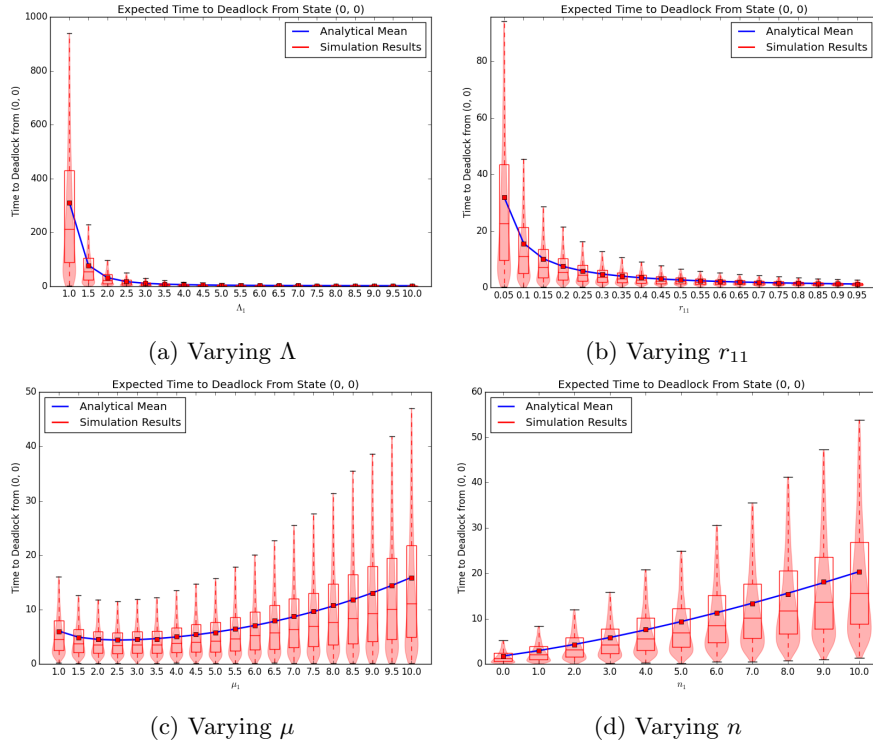 Expected Time to Deadlock From State (0, 0)
1000
800
600
400
200
0
Time to Deadlock from (0, 0)
Analytical Mean
Simulation Results
1.0 1.5 2.0 2.5 3.0 3.5 4.0 4.5 5.0 5.5 6.0 6.5 7.0 7.5 8.0 8.5 9.0 9.5 10.0
Λ₁
(a) Varying Λ
Expected Time to Deadlock From State (0, 0)
80
60
40
20
0
Time to Deadlock from (0, 0)
Analytical Mean
Simulation Results
0.05 0.1 0.15 0.2 0.25 0.3 0.35 0.4 0.45 0.5 0.55 0.6 0.65 0.7 0.75 0.8 0.85 0.9 0.95
r₁₁
(b) Varying r₁₁
Expected Time to Deadlock From State (0, 0)
50
40
30
20
10
0
Time to Deadlock from (0, 0)
Analytical Mean
Simulation Results
1.0 1.5 2.0 2.5 3.0 3.5 4.0 4.5 5.0 5.5 6.0 6.5 7.0 7.5 8.0 8.5 9.0 9.5 10.0
μ₁
(c) Varying μ
Expected Time to Deadlock From State (0, 0)
60
50
40
30
20
10
0
Time to Deadlock from (0, 0)
Analytical Mean
Simulation Results
0.0 1.0 2.0 3.0 4.0 5.0 6.0 7.0 8.0 9.0 10.0
n₁
(d) Varying n